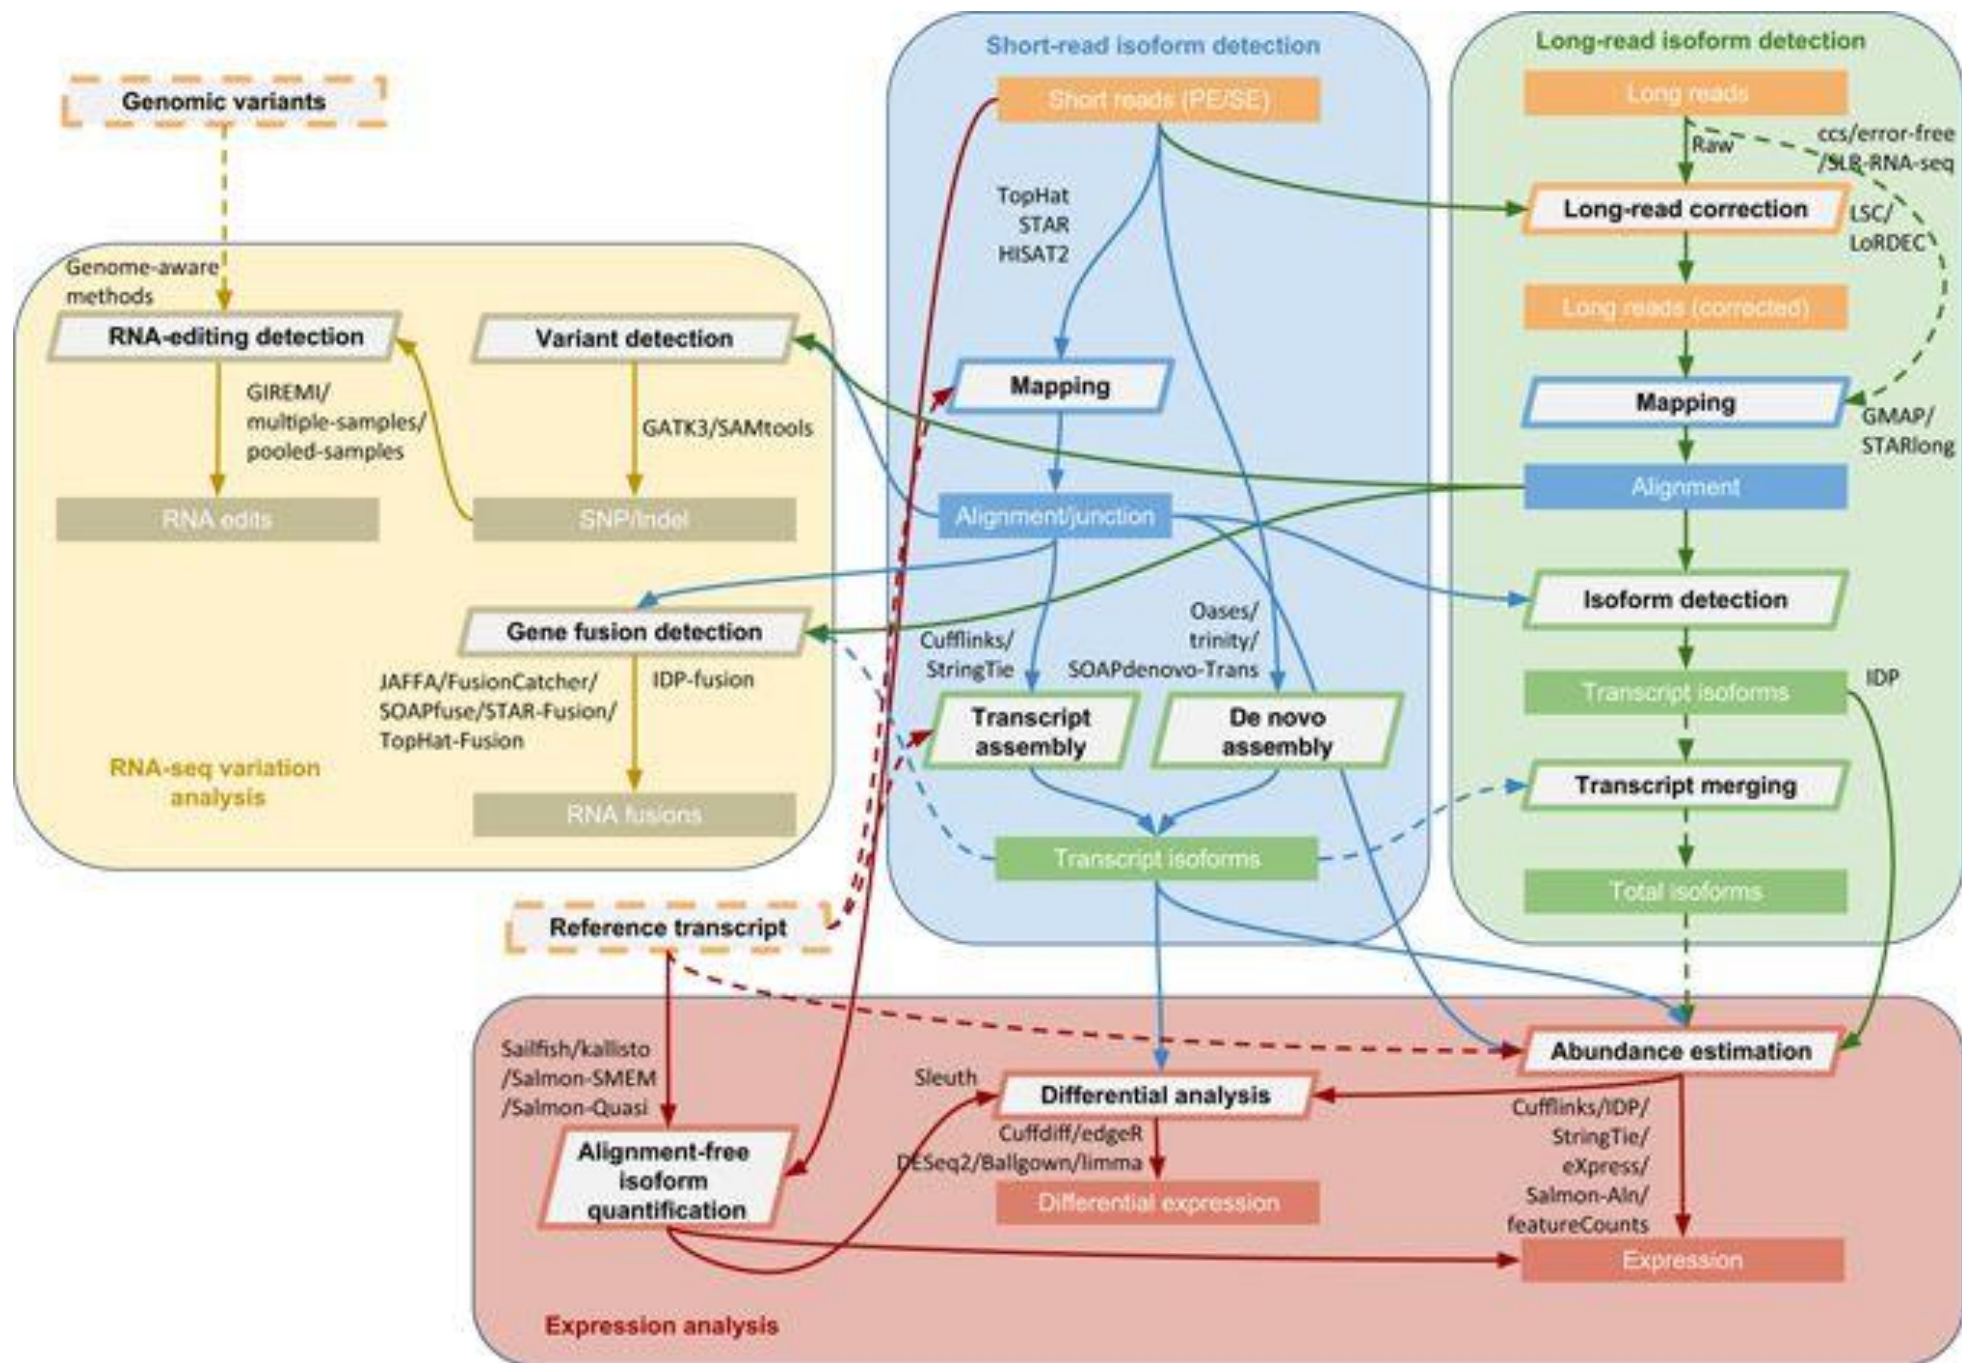 Short-read isoform detection
Long-read isoform detection
Genomic variants
Short reads (PE/SE)
Long reads
Raw
ccs/error-free
/SLR-RNA-seq
TopHat
STAR
HISAT2
Long-read correction
LSC/
LoRDEC
Genome-aware
methods
Long reads (corrected)
RNA-editing detection
Variant detection
Mapping
Mapping
GIREMI/
multiple-samples/
pooled-samples
GATK3/SAMtools
GMAP/
STARlong
RNA edits
SNP/Indel
Alignment/junction
Alignment
Gene fusion detection
Isoform detection
Cufflinks/
StringTie
Oases/
trinity/
SOAPdenovo-Trans
JAFFA/FusionCatcher/
SOAPfuse/STAR-Fusion/
TopHat-Fusion
IDP-fusion
Transcript isoforms
IDP
Transcript
assembly
De novo
assembly
RNA-seq variation
analysis
Transcript merging
RNA fusions
Transcript isoforms
Total isoforms
Reference transcript
Sailfish/kallisto
/Salmon-SMEM
/Salmon-Quasi
Sleuth
Differential analysis
Abundance estimation
Cuffdiff/edgeR
DESeq2/Ballgown/limma
Cufflinks/IDP/
StringTie/
eXpress/
Salmon-Aln/
featureCounts
Alignment-free
isoform
quantification
Differential expression
Expression
Expression analysis